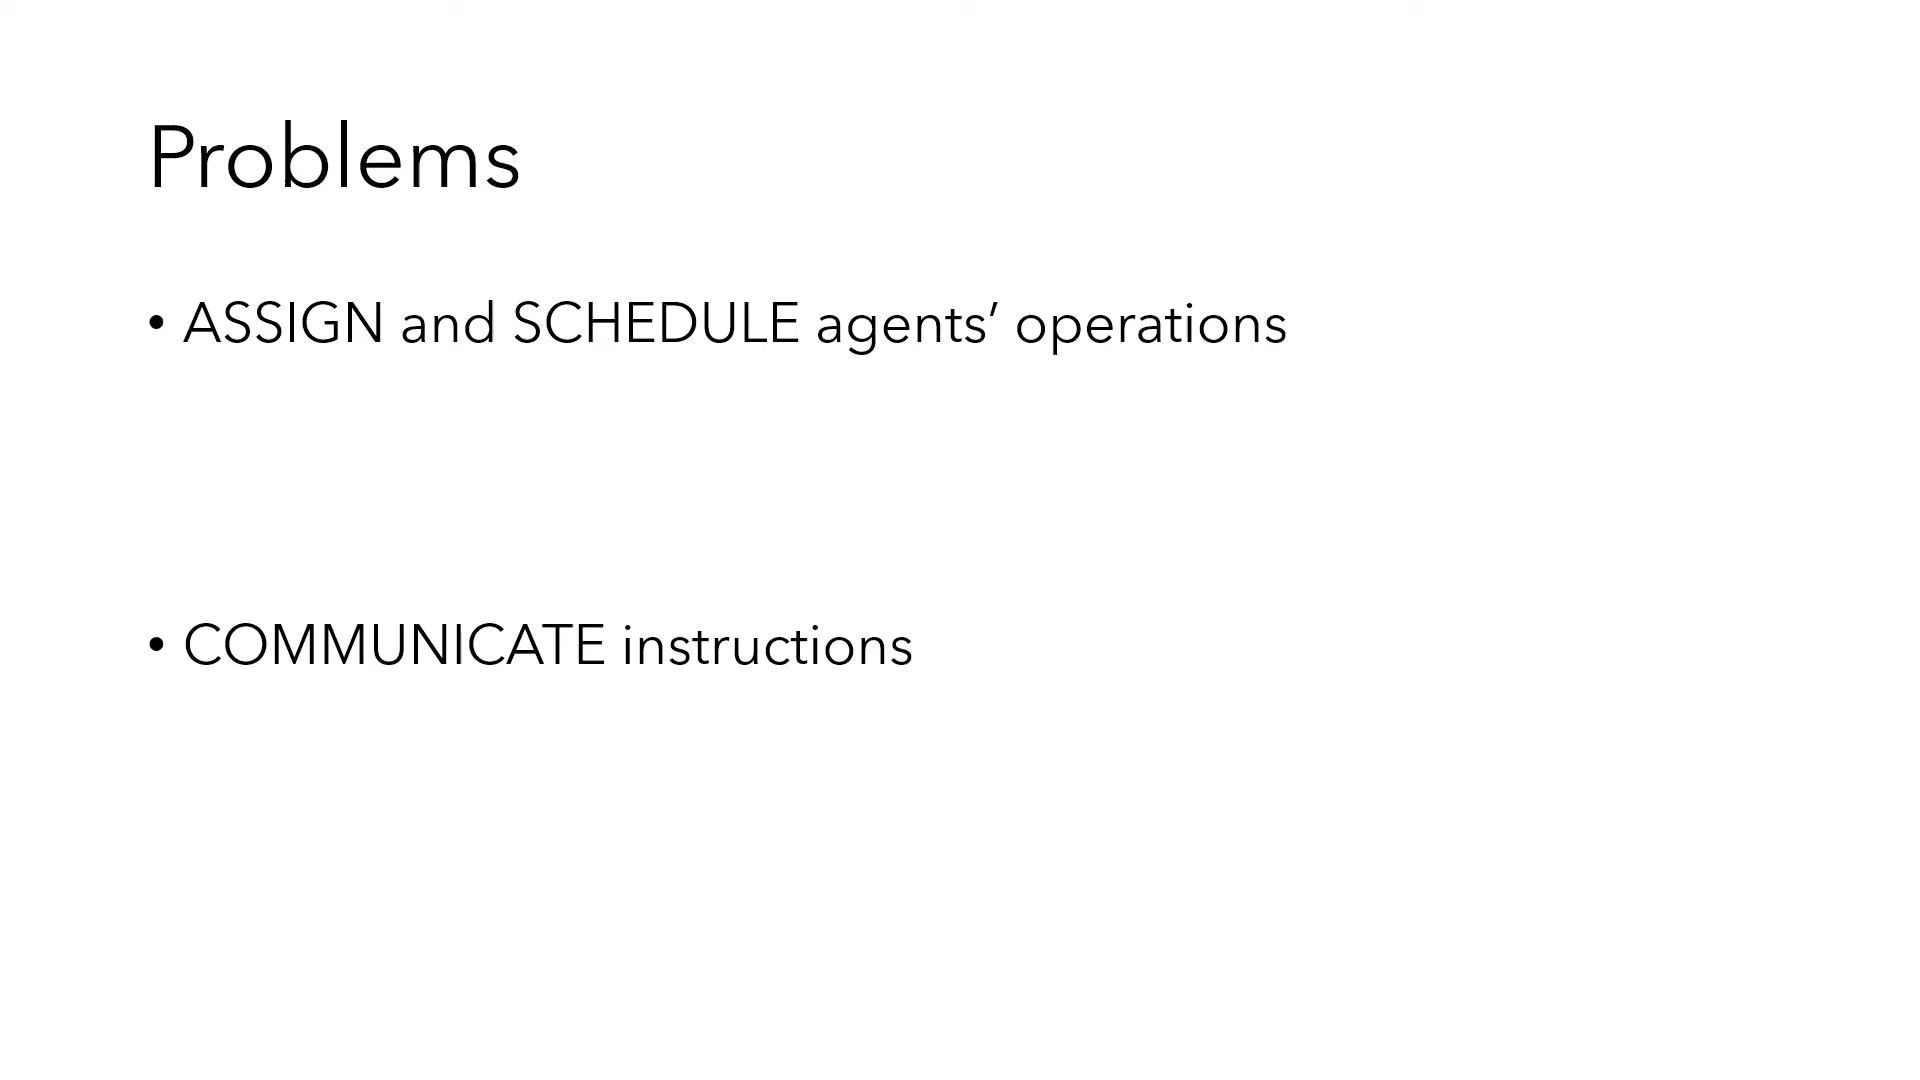 Problems
• ASSIGN and SCHEDULE agents’ operations
• COMMUNICATE instructions